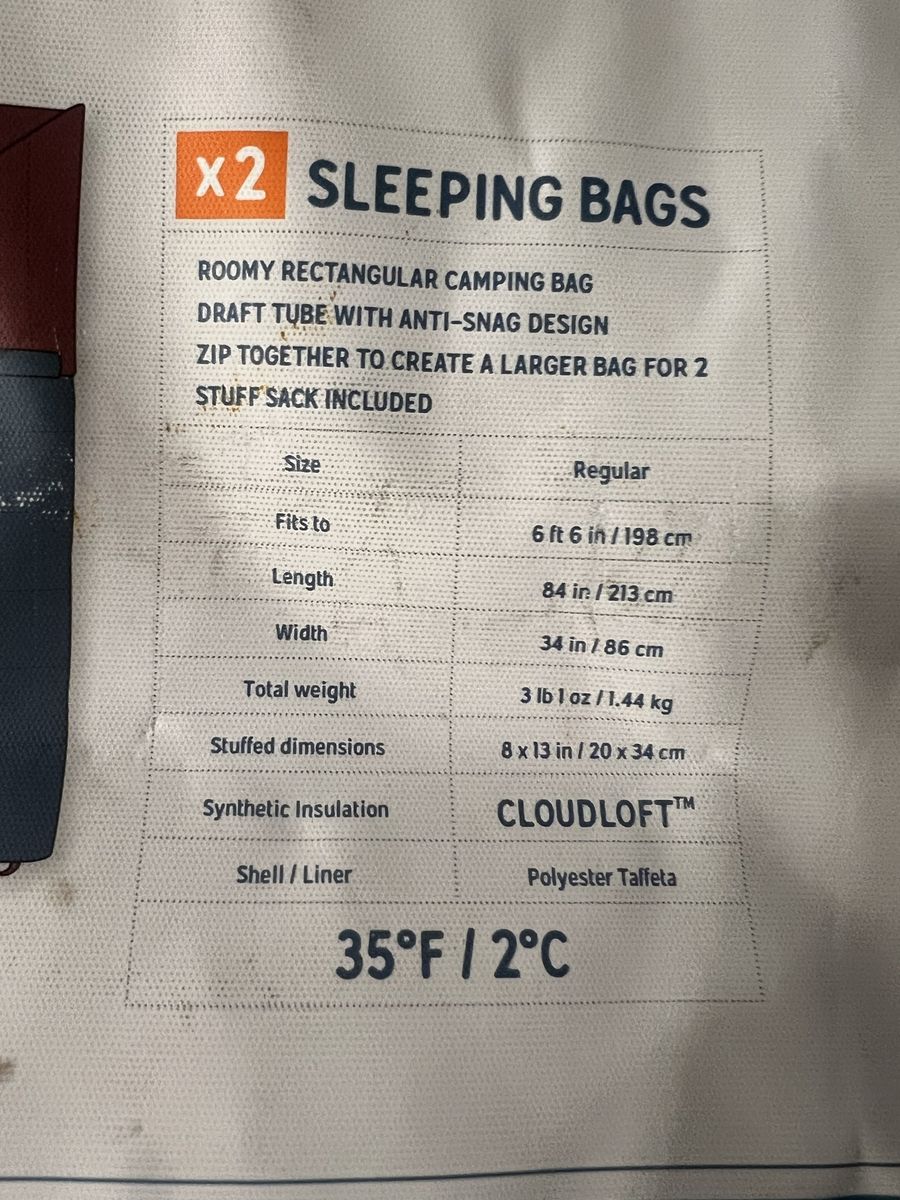 x2 SLEEPING BAGS
ROOMY RECTANGULAR CAMPING BAG
DRAFT TUBE WITH ANTI-SNAG DESIGN
ZIP TOGETHER TO CREATE A LARGER BAG FOR 2
STUFF SACK INCLUDED
Size Regular
Fits to 6 ft 6 in / 198 cm
Length 84 in / 213 cm
Width 34 in / 86 cm
Total weight 3 lb 1 oz / 1.44 kg
Stuffed dimensions 8 x 13 in / 20 x 34 cm
Synthetic Insulation CLOUDLOFT™
Shell / Liner Polyester Taffeta
35°F / 2°C